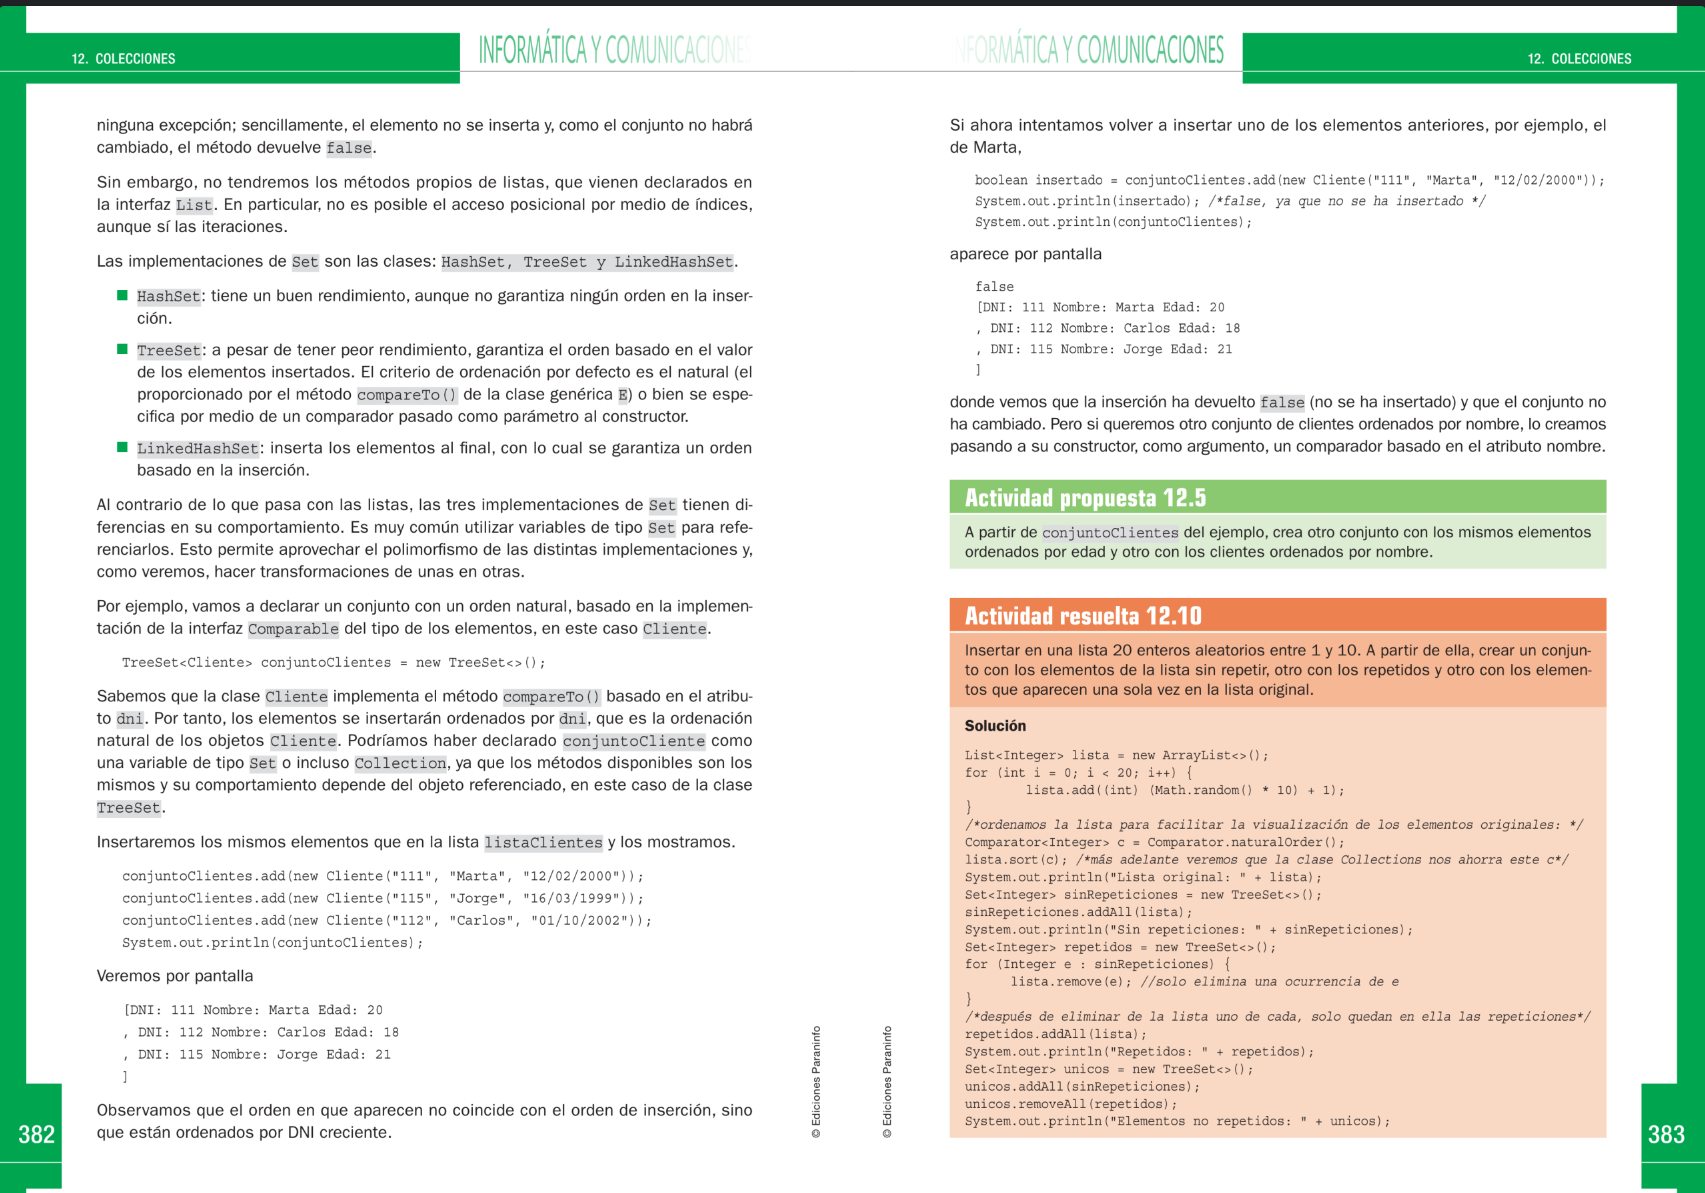 12. COLECCIONES
INFORMÁTICA Y COMUNICACIONES
ninguna excepción; sencillamente, el elemento no se inserta y, como el conjunto no habrá
cambiado, el método devuelve false.
Sin embargo, no tendremos los métodos propios de listas, que vienen declarados en
la interfaz List. En particular, no es posible el acceso posicional por medio de índices,
aunque sí las iteraciones.
Las implementaciones de Set son las clases: HashSet, TreeSet y LinkedHashSet.
HashSet: tiene un buen rendimiento, aunque no garantiza ningún orden en la inser-
ción.
TreeSet: a pesar de tener peor rendimiento, garantiza el orden basado en el valor
de los elementos insertados. El criterio de ordenación por defecto es el natural (el
proporcionado por el método compareTo() de la clase genérica E) o bien se espe-
cifica por medio de un comparador pasado como parámetro al constructor.
LinkedHashSet: inserta los elementos al final, con lo cual se garantiza un orden
basado en la inserción.
Al contrario de lo que pasa con las listas, las tres implementaciones de Set tienen di-
ferencias en su comportamiento. Es muy común utilizar variables de tipo Set para refe-
renciarlos. Esto permite aprovechar el polimorfismo de las distintas implementaciones y,
como veremos, hacer transformaciones de unas en otras.
Por ejemplo, vamos a declarar un conjunto con un orden natural, basado en la implemen-
tación de la interfaz Comparable del tipo de los elementos, en este caso Cliente.
TreeSet<Cliente> conjuntoClientes = new TreeSet<>();
Sabemos que la clase Cliente implementa el método compareTo() basado en el atribu-
to dni. Por tanto, los elementos se insertarán ordenados por dni, que es la ordenación
natural de los objetos Cliente. Podríamos haber declarado conjuntoCliente como
una variable de tipo Set o incluso Collection, ya que los métodos disponibles son los
mismos y su comportamiento depende del objeto referenciado, en este caso de la clase
TreeSet.
Insertaremos los mismos elementos que en la lista listaClientes y los mostramos.
conjuntoClientes.add(new Cliente("111", "Marta", "12/02/2000"));
conjuntoClientes.add(new Cliente("115", "Jorge", "16/03/1999"));
conjuntoClientes.add(new Cliente("112", "Carlos", "01/10/2002"));
System.out.println(conjuntoClientes);
Veremos por pantalla
[DNI: 111 Nombre: Marta Edad: 20
, DNI: 112 Nombre: Carlos Edad: 18
, DNI: 115 Nombre: Jorge Edad: 21
]
Observamos que el orden en que aparecen no coincide con el orden de inserción, sino
que están ordenados por DNI creciente.
382
© Ediciones Paraninfo
INFORMÁTICA Y COMUNICACIONES
12. COLECCIONES
Si ahora intentamos volver a insertar uno de los elementos anteriores, por ejemplo, el
de Marta,
boolean insertado = conjuntoClientes.add(new Cliente("111", "Marta", "12/02/2000"));
System.out.println(insertado); /*false, ya que no se ha insertado */
System.out.println(conjuntoClientes);
aparece por pantalla
false
[DNI: 111 Nombre: Marta Edad: 20
, DNI: 112 Nombre: Carlos Edad: 18
, DNI: 115 Nombre: Jorge Edad: 21
]
donde vemos que la inserción ha devuelto false (no se ha insertado) y que el conjunto no
ha cambiado. Pero si queremos otro conjunto de clientes ordenados por nombre, lo creamos
pasando a su constructor, como argumento, un comparador basado en el atributo nombre.
Actividad propuesta 12.5
A partir de conjuntoClientes del ejemplo, crea otro conjunto con los mismos elementos
ordenados por edad y otro con los clientes ordenados por nombre.
Actividad resuelta 12.10
Insertar en una lista 20 enteros aleatorios entre 1 y 10. A partir de ella, crear un conjun-
to con los elementos de la lista sin repetir, otro con los repetidos y otro con los elemen-
tos que aparecen una sola vez en la lista original.
Solución
List<Integer> lista = new ArrayList<>();
for (int i = 0; i < 20; i++) {
lista.add((int) (Math.random() * 10) + 1);
}
/*ordenamos la lista para facilitar la visualización de los elementos originales: */
Comparator<Integer> c = Comparator.naturalOrder();
lista.sort(c); /*más adelante veremos que la clase Collections nos ahorra este c*/
System.out.println("Lista original: " + lista);
Set<Integer> sinRepeticiones = new TreeSet<>();
sinRepeticiones.addAll(lista);
System.out.println("Sin repeticiones: " + sinRepeticiones);
Set<Integer> repetidos = new TreeSet<>();
for (Integer e : sinRepeticiones) {
lista.remove(e); //solo elimina una ocurrencia de e
}
/*después de eliminar de la lista uno de cada, solo quedan en ella las repeticiones*/
repetidos.addAll(lista);
System.out.println("Repetidos: " + repetidos);
Set<Integer> unicos = new TreeSet<>();
unicos.addAll(sinRepeticiones);
unicos.removeAll(repetidos);
System.out.println("Elementos no repetidos: " + unicos);
© Ediciones Paraninfo
383